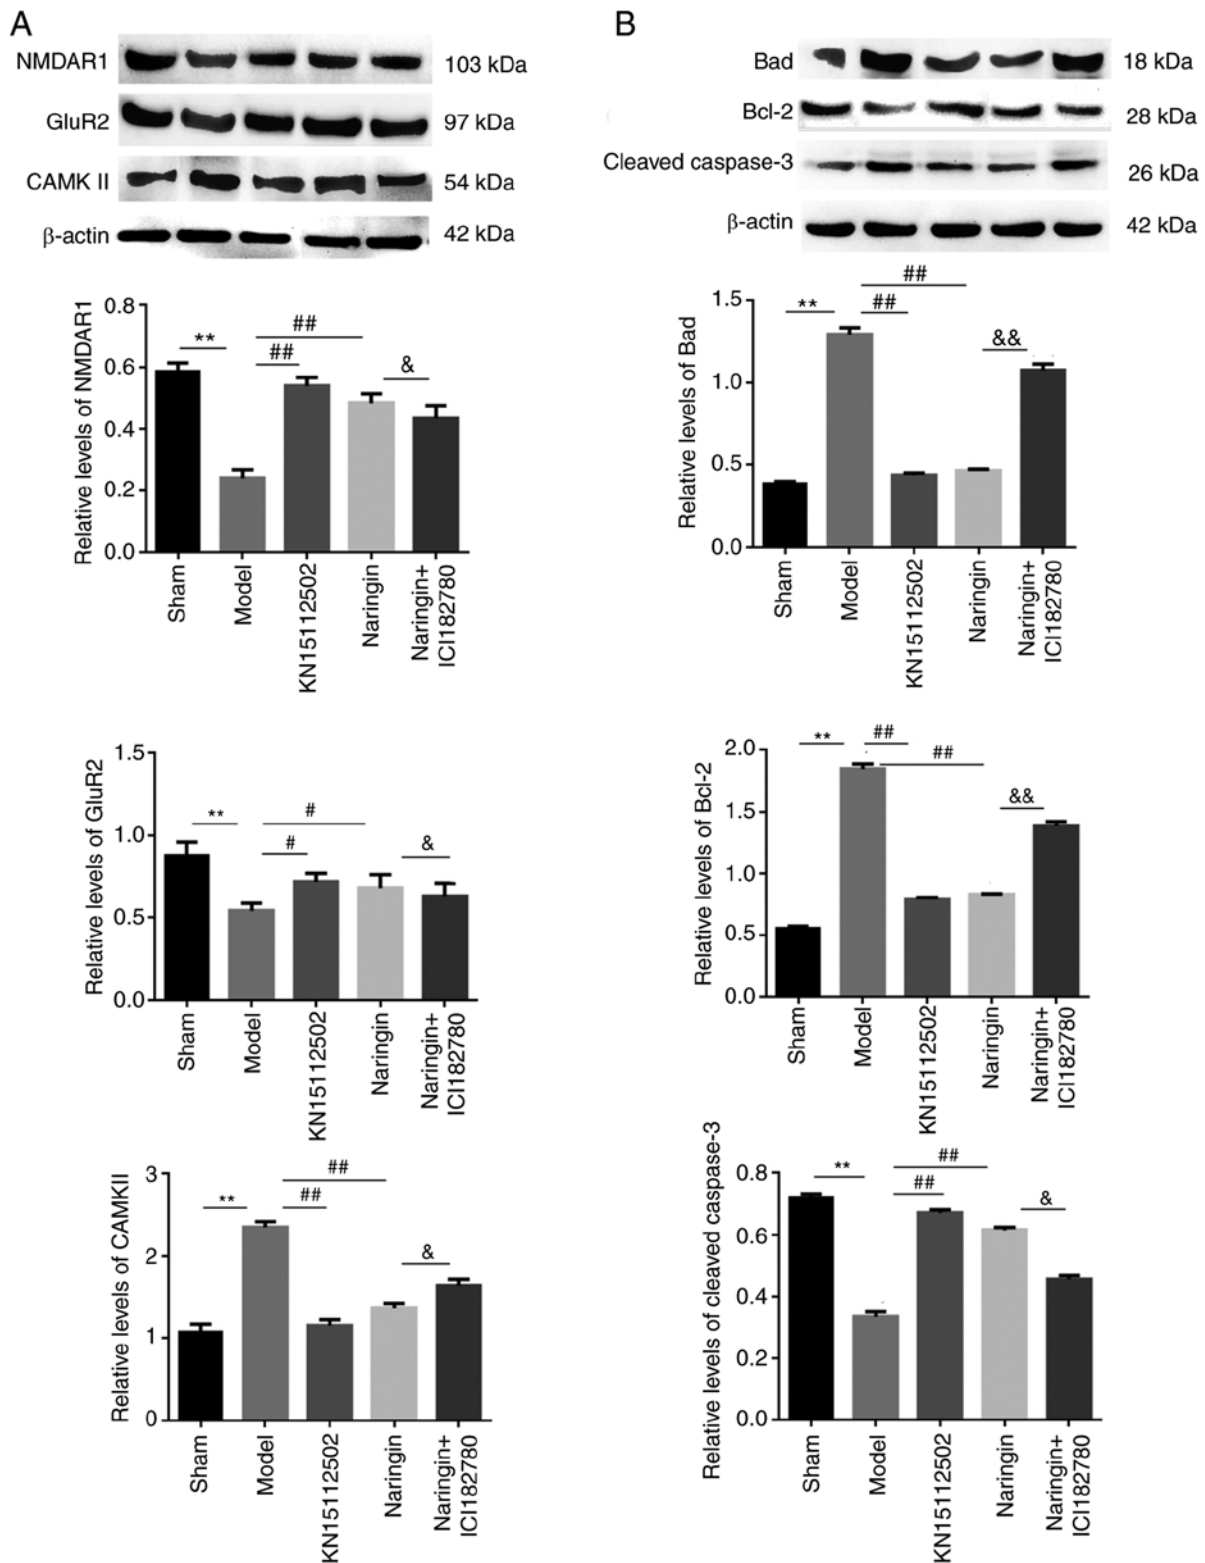 A
NMDAR1
103 kDa
GluR2
97 kDa
CAMK II
54 kDa
β-actin
42 kDa
Relative levels of NMDAR1
0.8
0.6
0.4
0.2
0.0
**
##
##
&
Sham
Model
KN15112502
Naringin
Naringin+
ICI182780
Relative levels of GluR2
1.5
1.0
0.5
0.0
**
#
#
&
Sham
Model
KN15112502
Naringin
Naringin+
ICI182780
Relative levels of CAMKII
3
2
1
0
**
##
##
&
Sham
Model
KN15112502
Naringin
Naringin+
ICI182780
B
Bad
18 kDa
Bcl-2
28 kDa
Cleaved caspase-3
26 kDa
β-actin
42 kDa
Relative levels of Bad
1.5
1.0
0.5
0.0
**
##
##
&&
Sham
Model
KN15112502
Naringin
Naringin+
ICI182780
Relative levels of Bcl-2
2.0
1.5
1.0
0.5
0.0
**
##
##
&&
Sham
Model
KN15112502
Naringin
Naringin+
ICI182780
Relative levels of cleaved caspase-3
0.8
0.6
0.4
0.2
0.0
**
##
##
&
Sham
Model
KN15112502
Naringin
Naringin+
ICI182780